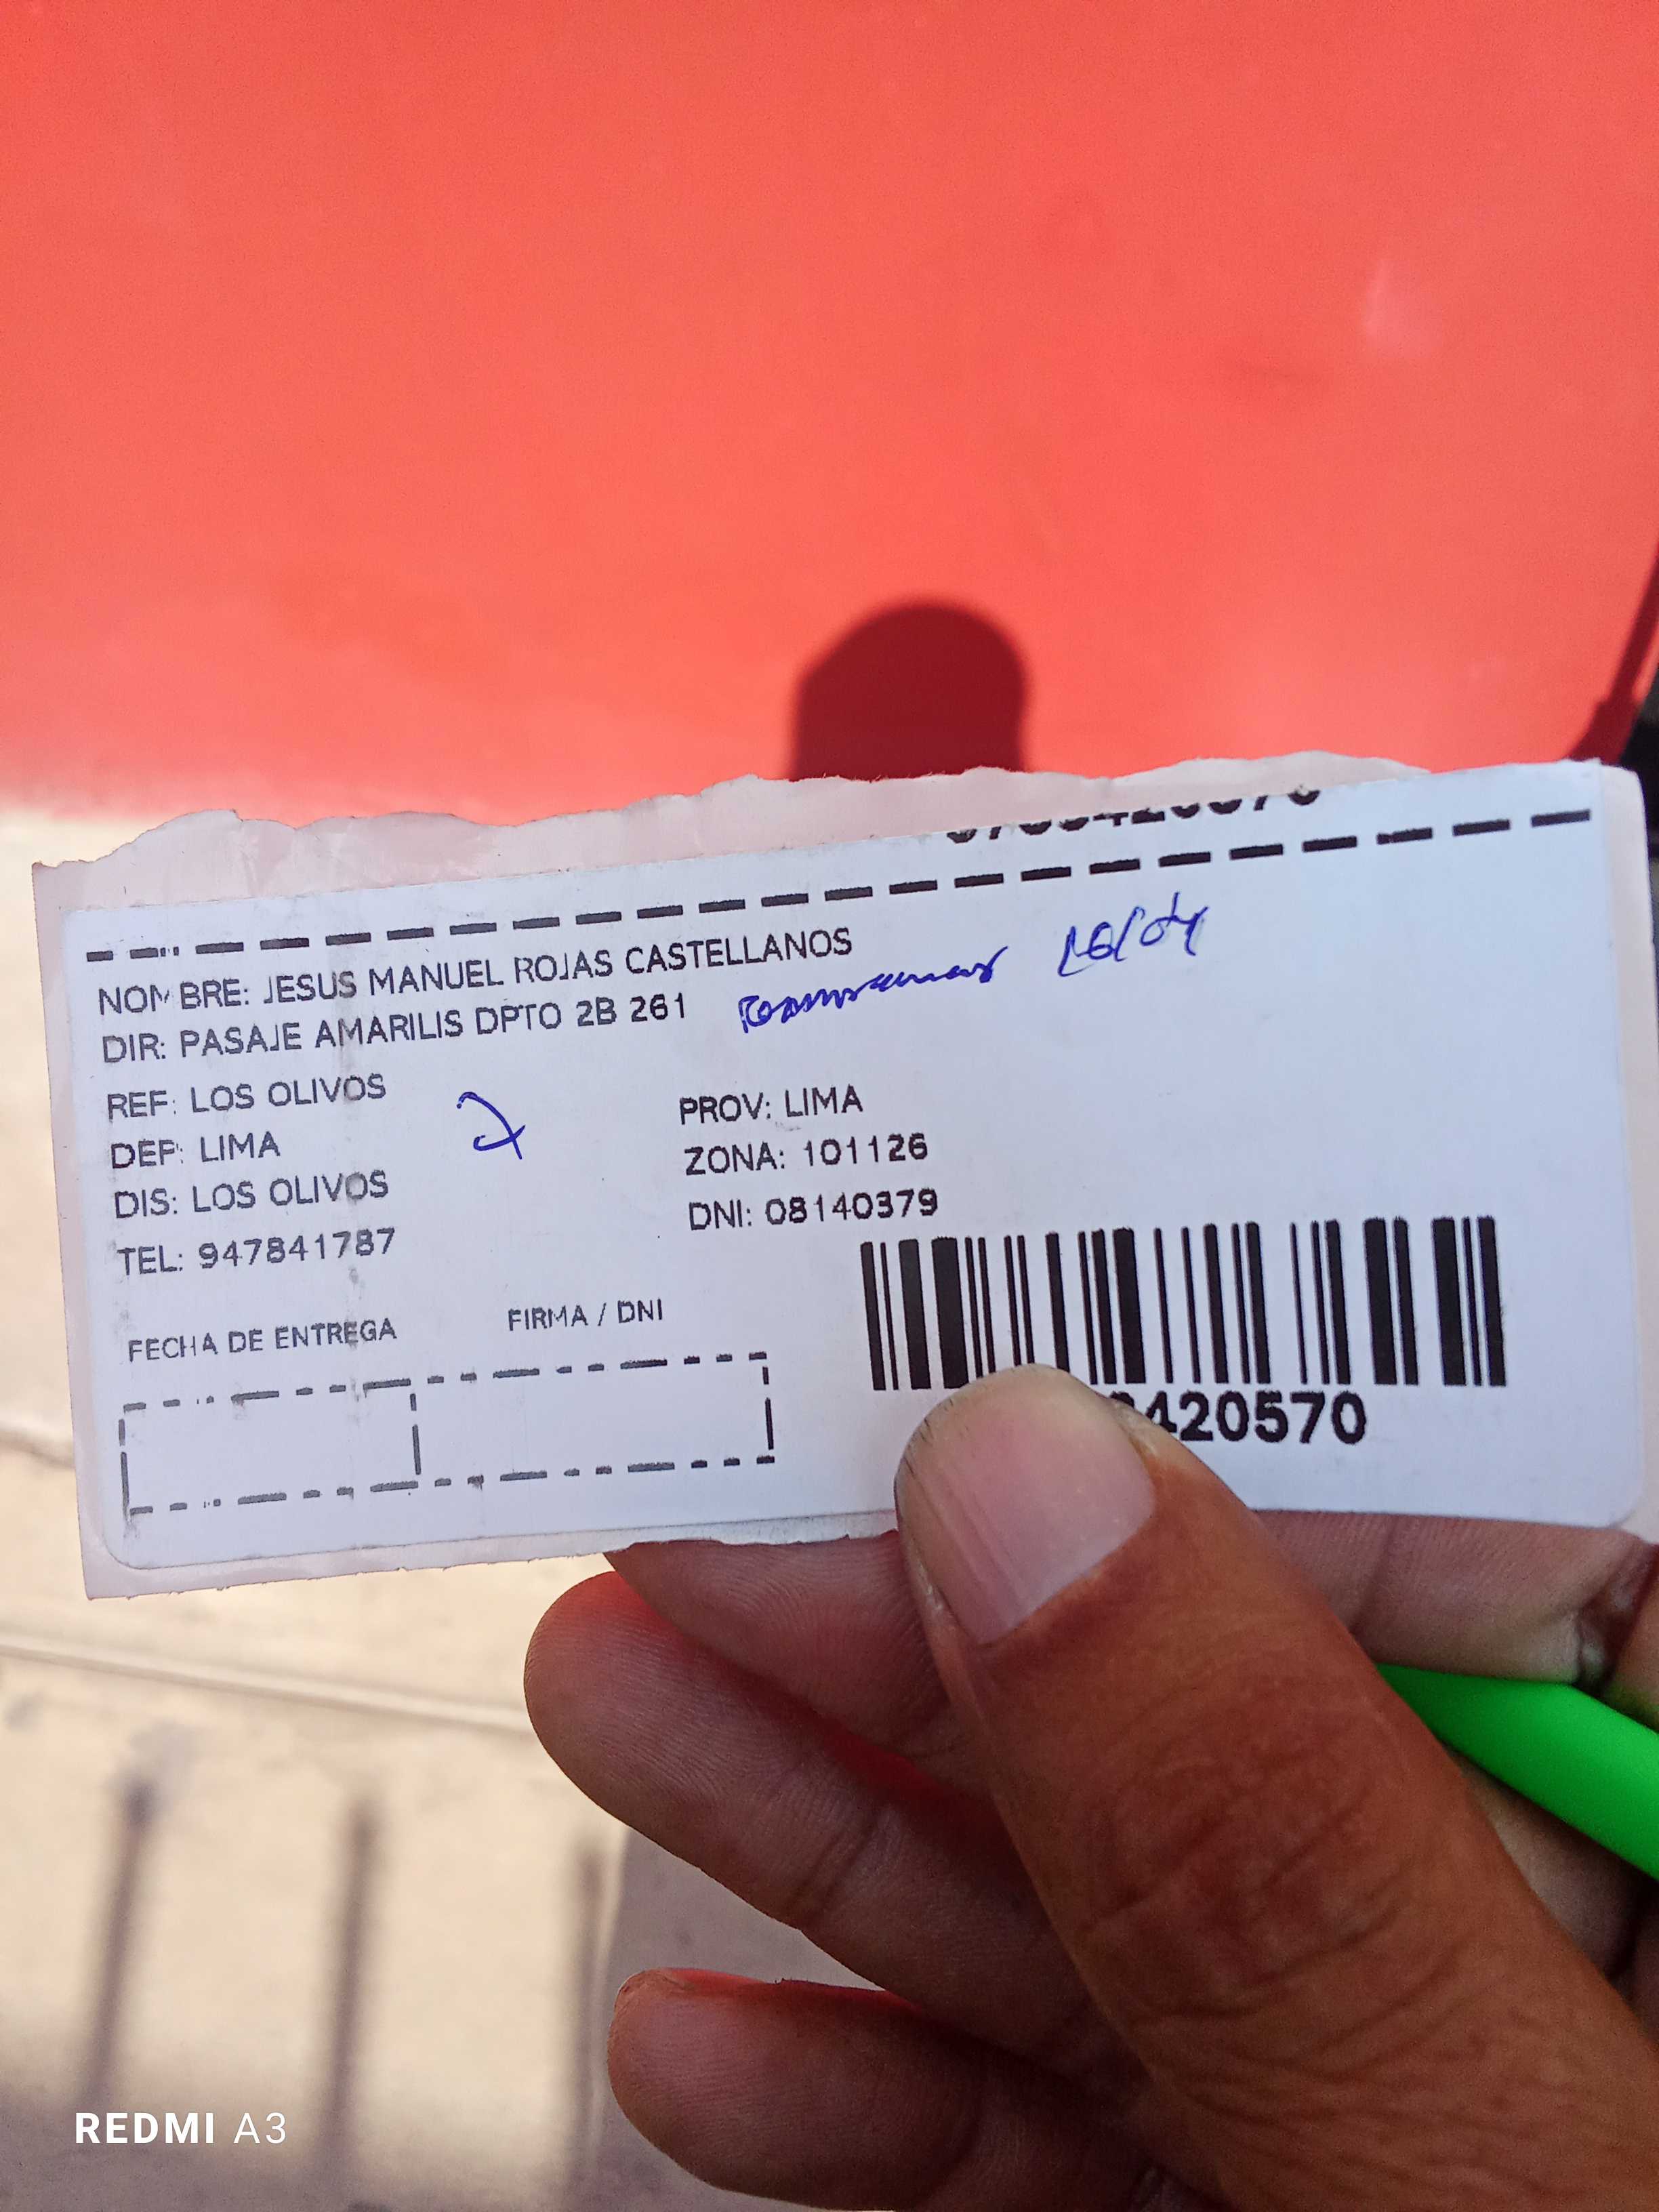 NOMBRE: JESUS MANUEL ROJAS CASTELLANOS
DIR: PASAJE AMARILIS DPTO 2B 261
REF: LOS OLIVOS
DEP: LIMA
PROV: LIMA
ZONA: 101126
DIS: LOS OLIVOS
DNI: 08140379
TEL: 947841787
FECHA DE ENTREGA
FIRMA / DNI
420570
REDMI A3